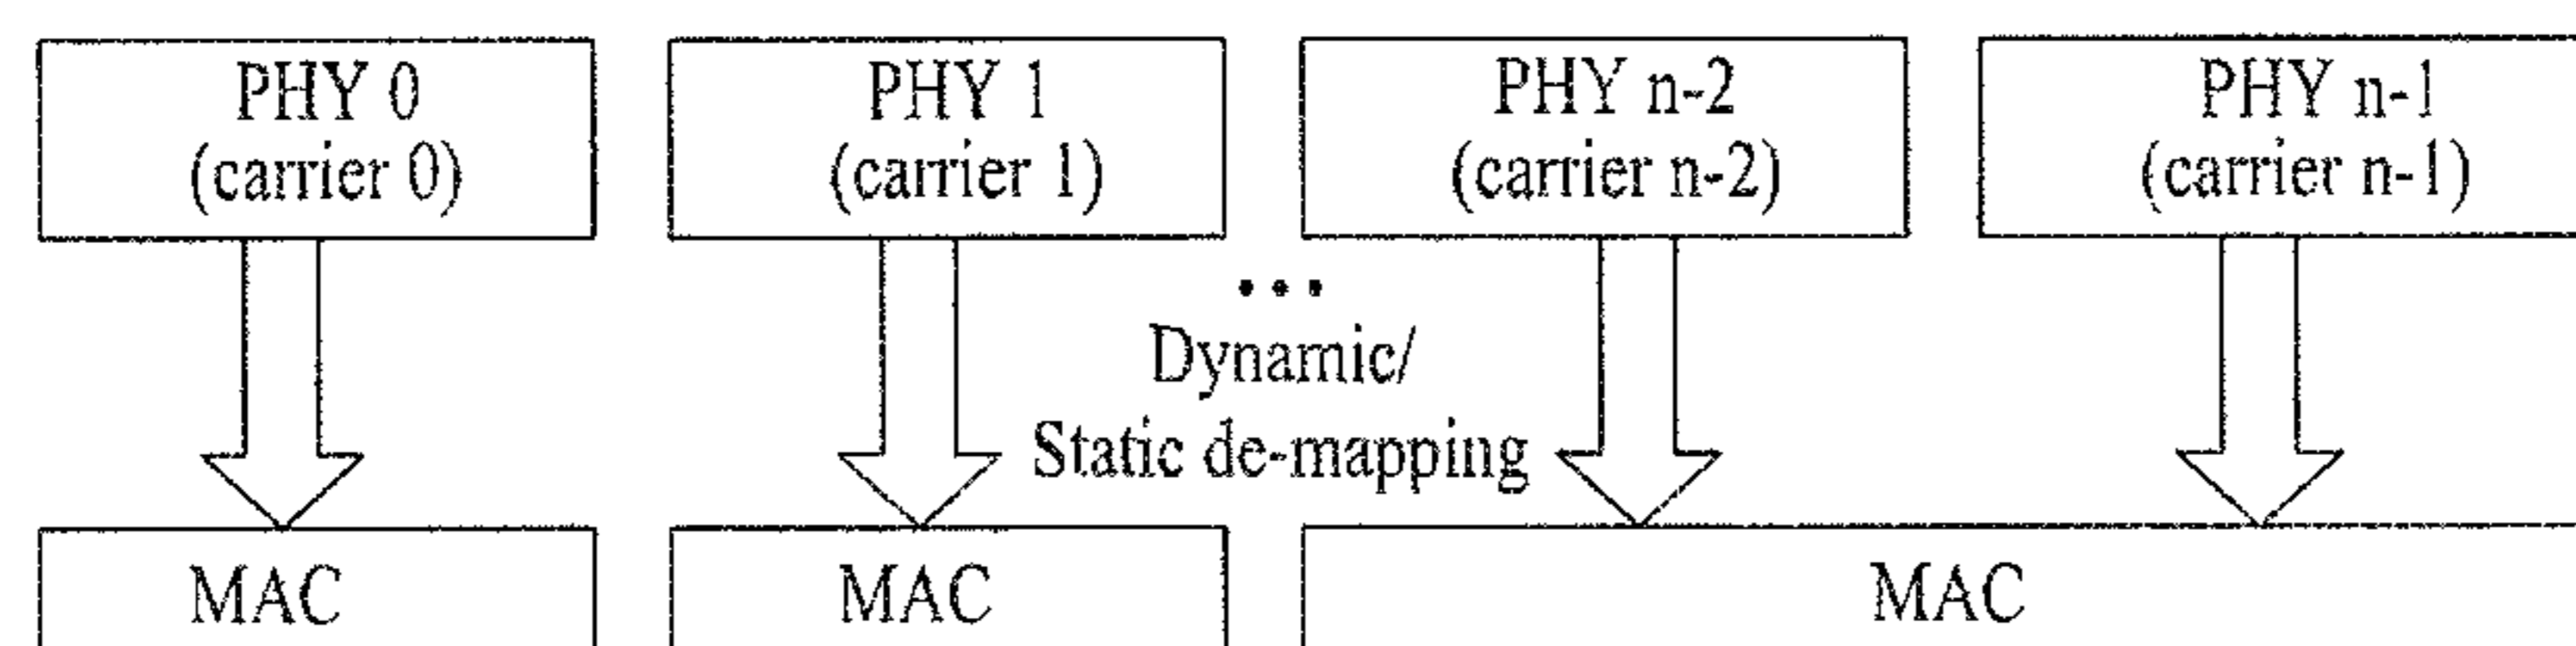 PHY 0
(carrier 0)
PHY 1
(carrier 1)
PHY n-2
(carrier n-2)
PHY n-1
(carrier n-1)
• • •
Dynamic/
Static de-mapping
MAC
MAC
MAC